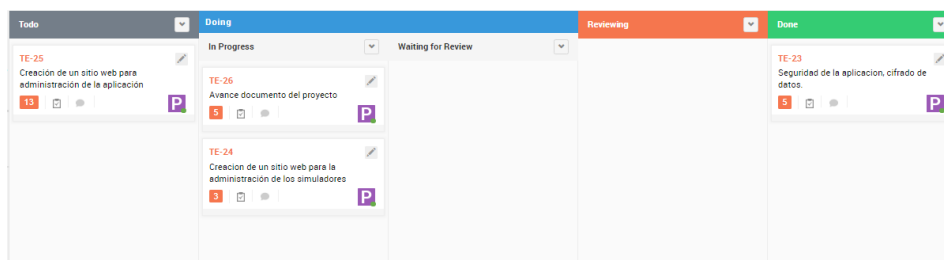 Todo
TE-25
Creación de un sitio web para
administración de la aplicación
13
P
Doing
In Progress
TE-26
Avance documento del proyecto
5
P
TE-24
Creacion de un sitio web para la
administración de los simuladores
3
P
Waiting for Review
Reviewing
Done
TE-23
Seguridad de la aplicacion, cifrado de
datos.
5
P